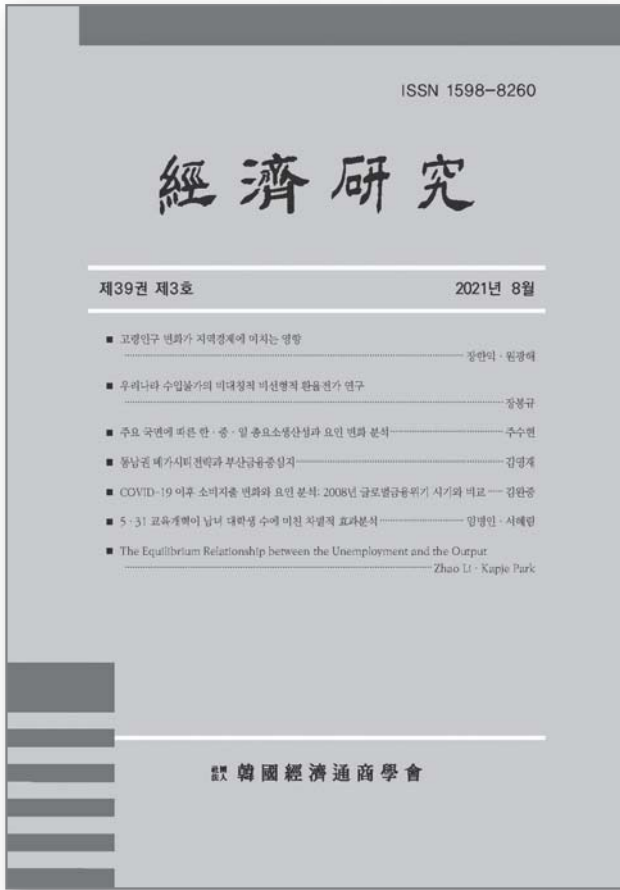 ISSN 1598-8260
經濟研究
제39권 제3호 2021년 8월
■ 고령인구 변화가 지역경제에 미치는 영향
장한익 · 원광해
■ 우리나라 수입물가의 비대칭적 비선형적 환율전가 연구
장봉규
■ 주요 국면에 따른 한 · 중 · 일 총요소생산성과 요인 변화 분석 주수현
■ 동남권 메가시티전략과 부산금융중심지 김영재
■ COVID-19 이후 소비지출 변화와 요인 분석: 2008년 글로벌금융위기 시기와 비교 김완중
■ 5 · 31 교육개혁이 남녀 대학생 수에 미친 차별적 효과분석 임병인 · 서혜림
■ The Equilibrium Relationship between the Unemployment and the Output
Zhao Li · Kapje Park
社團法人 韓國經濟通商學會